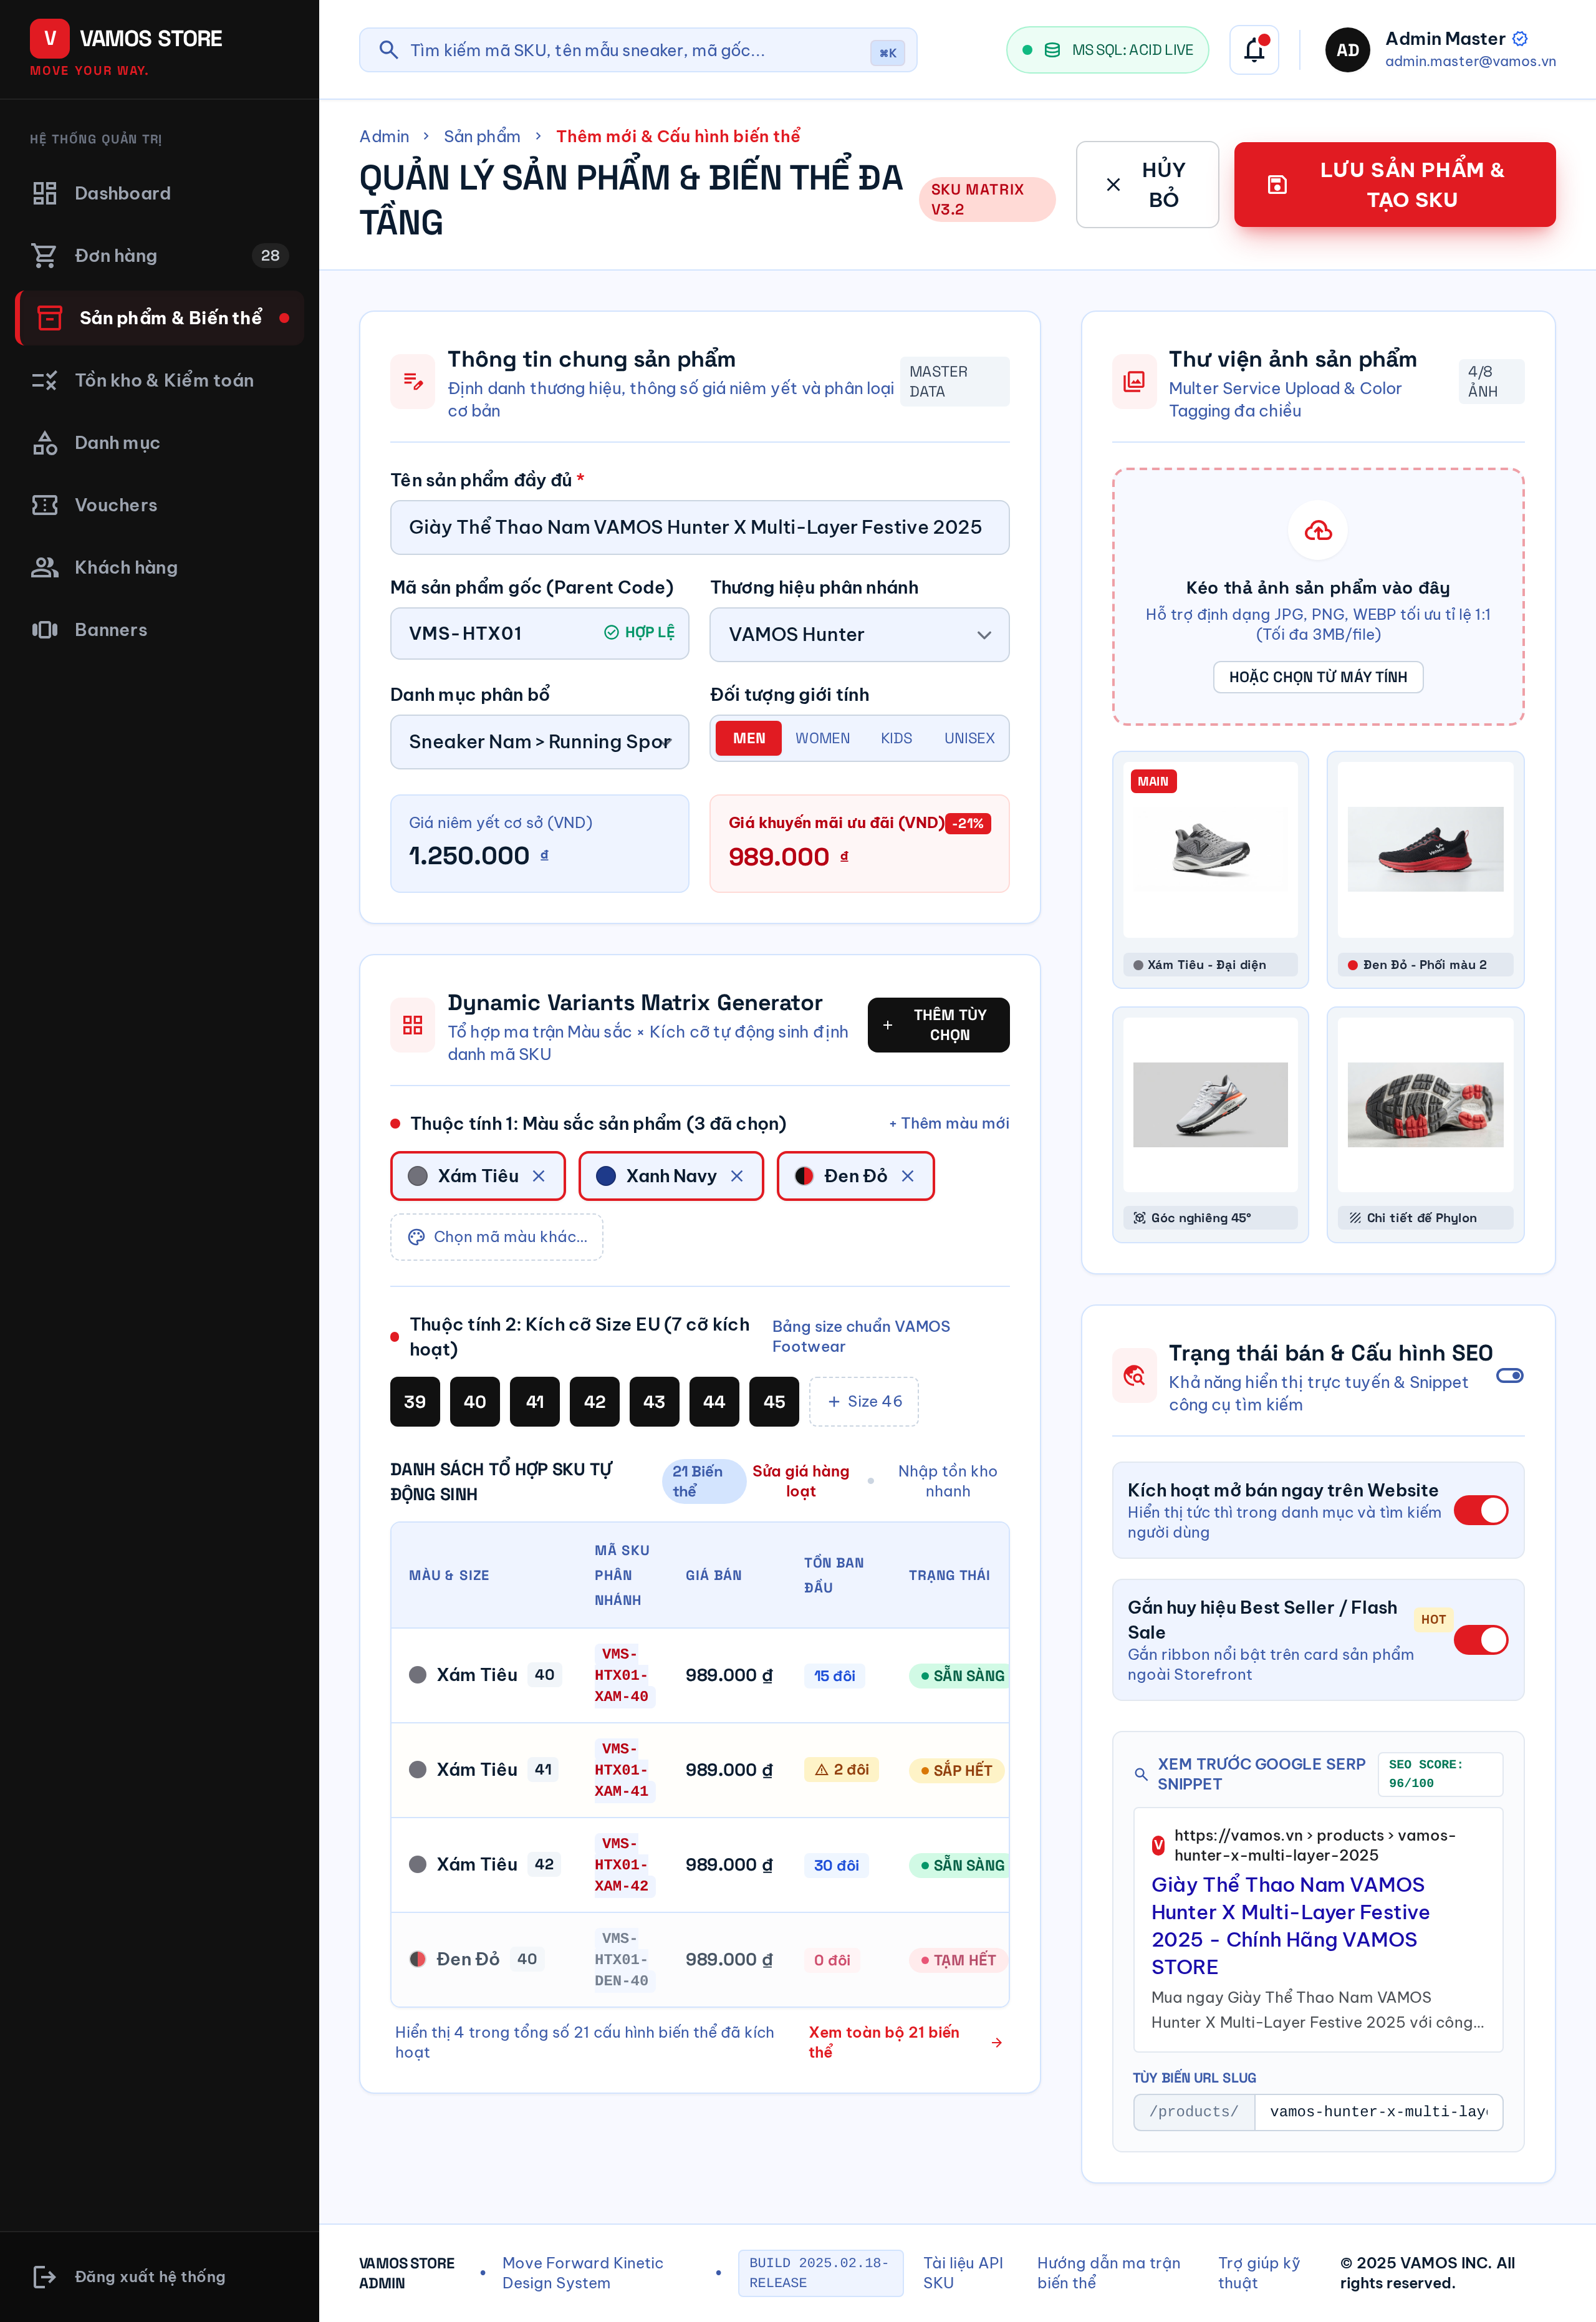 V VAMOS STORE
MOVE YOUR WAY.
HỆ THỐNG QUẢN TRỊ
Dashboard
Đơn hàng 28
Sản phẩm & Biến thể
Tồn kho & Kiểm toán
Danh mục
Vouchers
Khách hàng
Banners
Đăng xuất hệ thống
Tìm kiếm mã SKU, tên mẫu sneaker, mã gốc... ⌘K
MS SQL: ACID LIVE
AD
Admin Master
admin.master@vamos.vn
Admin > Sản phẩm > Thêm mới & Cấu hình biến thể
QUẢN LÝ SẢN PHẨM & BIẾN THỂ ĐA
TẦNG
SKU MATRIX
V3.2
HỦY
BỎ
LƯU SẢN PHẨM &
TẠO SKU
Thông tin chung sản phẩm
Định danh thương hiệu, thông số giá niêm yết và phân loại
cơ bản
MASTER
DATA
Tên sản phẩm đầy đủ *
Giày Thể Thao Nam VAMOS Hunter X Multi-Layer Festive 2025
Mã sản phẩm gốc (Parent Code)
VMS-HTX01 HỢP LỆ
Thương hiệu phân nhánh
VAMOS Hunter
Danh mục phân bổ
Sneaker Nam > Running Spor
Đối tượng giới tính
MEN WOMEN KIDS UNISEX
Giá niêm yết cơ sở (VND)
1.250.000 ₫
Giá khuyến mãi ưu đãi (VND) -21%
989.000 ₫
Dynamic Variants Matrix Generator
Tổ hợp ma trận Màu sắc × Kích cỡ tự động sinh định
danh mã SKU
THÊM TÙY
CHỌN
Thuộc tính 1: Màu sắc sản phẩm (3 đã chọn) + Thêm màu mới
Xám Tiêu Xanh Navy Đen Đỏ
Chọn mã màu khác...
Thuộc tính 2: Kích cỡ Size EU (7 cỡ kích
hoạt)
Bảng size chuẩn VAMOS
Footwear
39 40 41 42 43 44 45 + Size 46
DANH SÁCH TỔ HỢP SKU TỰ
ĐỘNG SINH
21 Biến
thể
Sửa giá hàng
loạt
Nhập tồn kho
nhanh
MÀU & SIZE
MÃ SKU
PHÂN
NHÁNH
GIÁ BÁN
TỒN BAN
ĐẦU
TRẠNG THÁI
Xám Tiêu 40
VMS-
HTX01-
XAM-40
989.000 ₫ 15 đôi SẴN SÀNG
Xám Tiêu 41
VMS-
HTX01-
XAM-41
989.000 ₫ 2 đôi SẮP HẾT
Xám Tiêu 42
VMS-
HTX01-
XAM-42
989.000 ₫ 30 đôi SẴN SÀNG
Đen Đỏ 40
VMS-
HTX01-
DEN-40
989.000 ₫ 0 đôi TẠM HẾT
Hiển thị 4 trong tổng số 21 cấu hình biến thể đã kích
hoạt
Xem toàn bộ 21 biến
thể
Thư viện ảnh sản phẩm
Multer Service Upload & Color
Tagging đa chiều
4/8
ẢNH
Kéo thả ảnh sản phẩm vào đây
Hỗ trợ định dạng JPG, PNG, WEBP tối ưu tỉ lệ 1:1
(Tối đa 3MB/file)
HOẶC CHỌN TỪ MÁY TÍNH
MAIN
Xám Tiêu - Đại diện
Đen Đỏ - Phối màu 2
Góc nghiêng 45°
Chi tiết đế Phylon
Trạng thái bán & Cấu hình SEO
Khả năng hiển thị trực tuyến & Snippet
công cụ tìm kiếm
Kích hoạt mở bán ngay trên Website
Hiển thị tức thì trong danh mục và tìm kiếm
người dùng
Gắn huy hiệu Best Seller / Flash
Sale
HOT
Gắn ribbon nổi bật trên card sản phẩm
ngoài Storefront
XEM TRƯỚC GOOGLE SERP
SNIPPET
SEO SCORE:
96/100
V
https://vamos.vn › products › vamos-
hunter-x-multi-layer-2025
Giày Thể Thao Nam VAMOS
Hunter X Multi-Layer Festive
2025 - Chính Hãng VAMOS
STORE
Mua ngay Giày Thể Thao Nam VAMOS
Hunter X Multi-Layer Festive 2025 với công...
TÙY BIẾN URL SLUG
/products/ vamos-hunter-x-multi-lay
VAMOS STORE
ADMIN
•
Move Forward Kinetic
Design System
•
BUILD 2025.02.18-
RELEASE
Tài liệu API
SKU
Hướng dẫn ma trận
biến thể
Trợ giúp kỹ
thuật
© 2025 VAMOS INC. All
rights reserved.